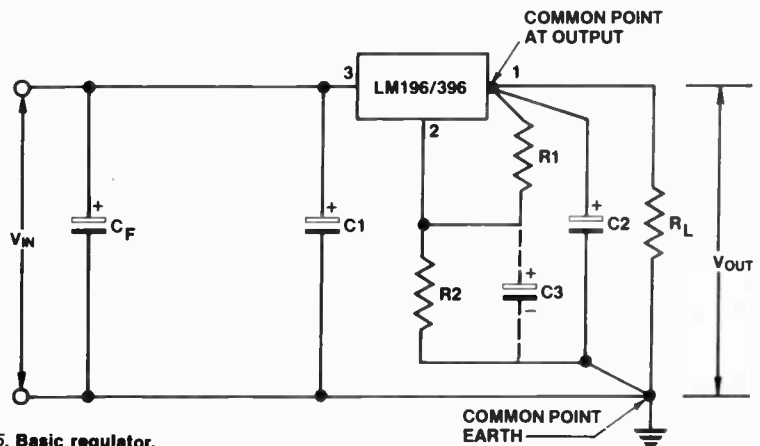 COMMON POINT
AT OUTPUT
3
LM196/396
1
2
R1
+
CF
+
C1
+
C2
RL
VIN
VOUT
R2
+
C3
−
COMMON POINT
EARTH
5. Basic regulator.